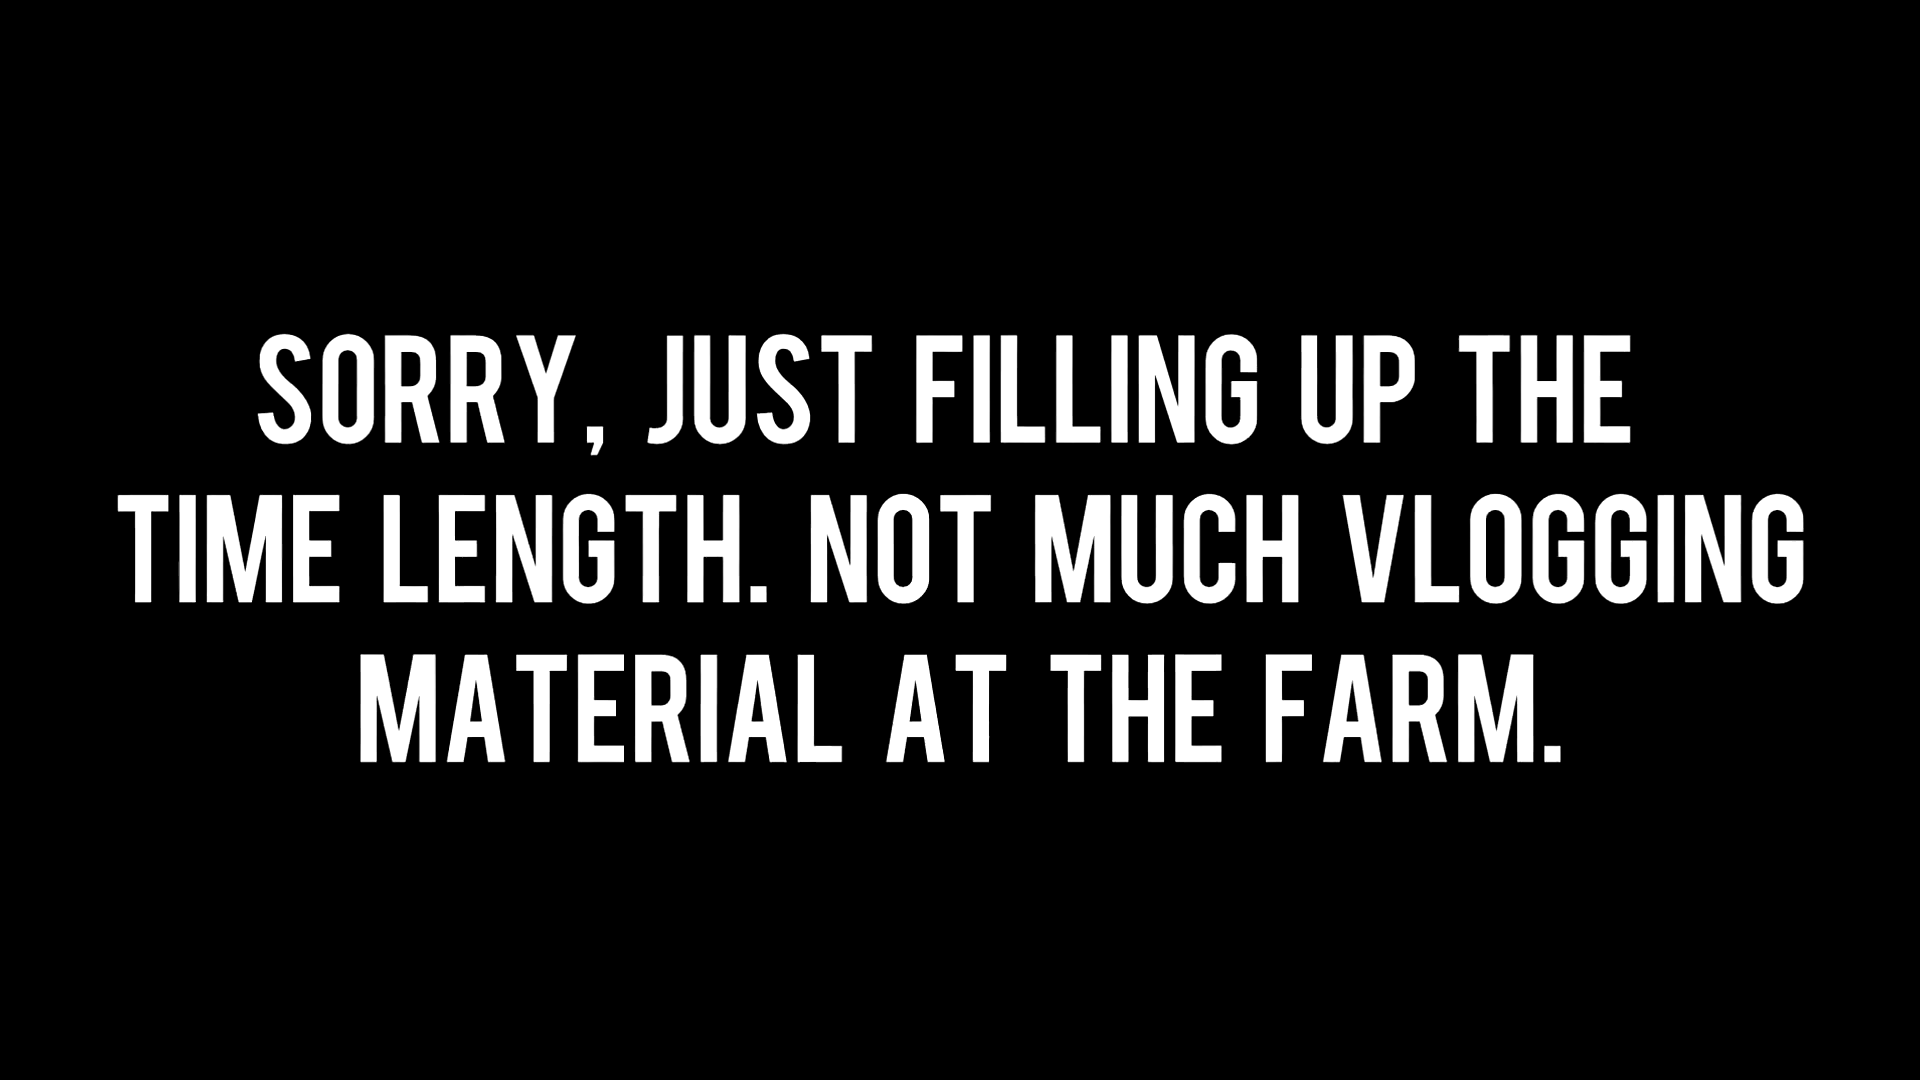 SORRY, JUST FILLING UP THE
TIME LENGTH. NOT MUCH VLOGGING
MATERIAL AT THE FARM.